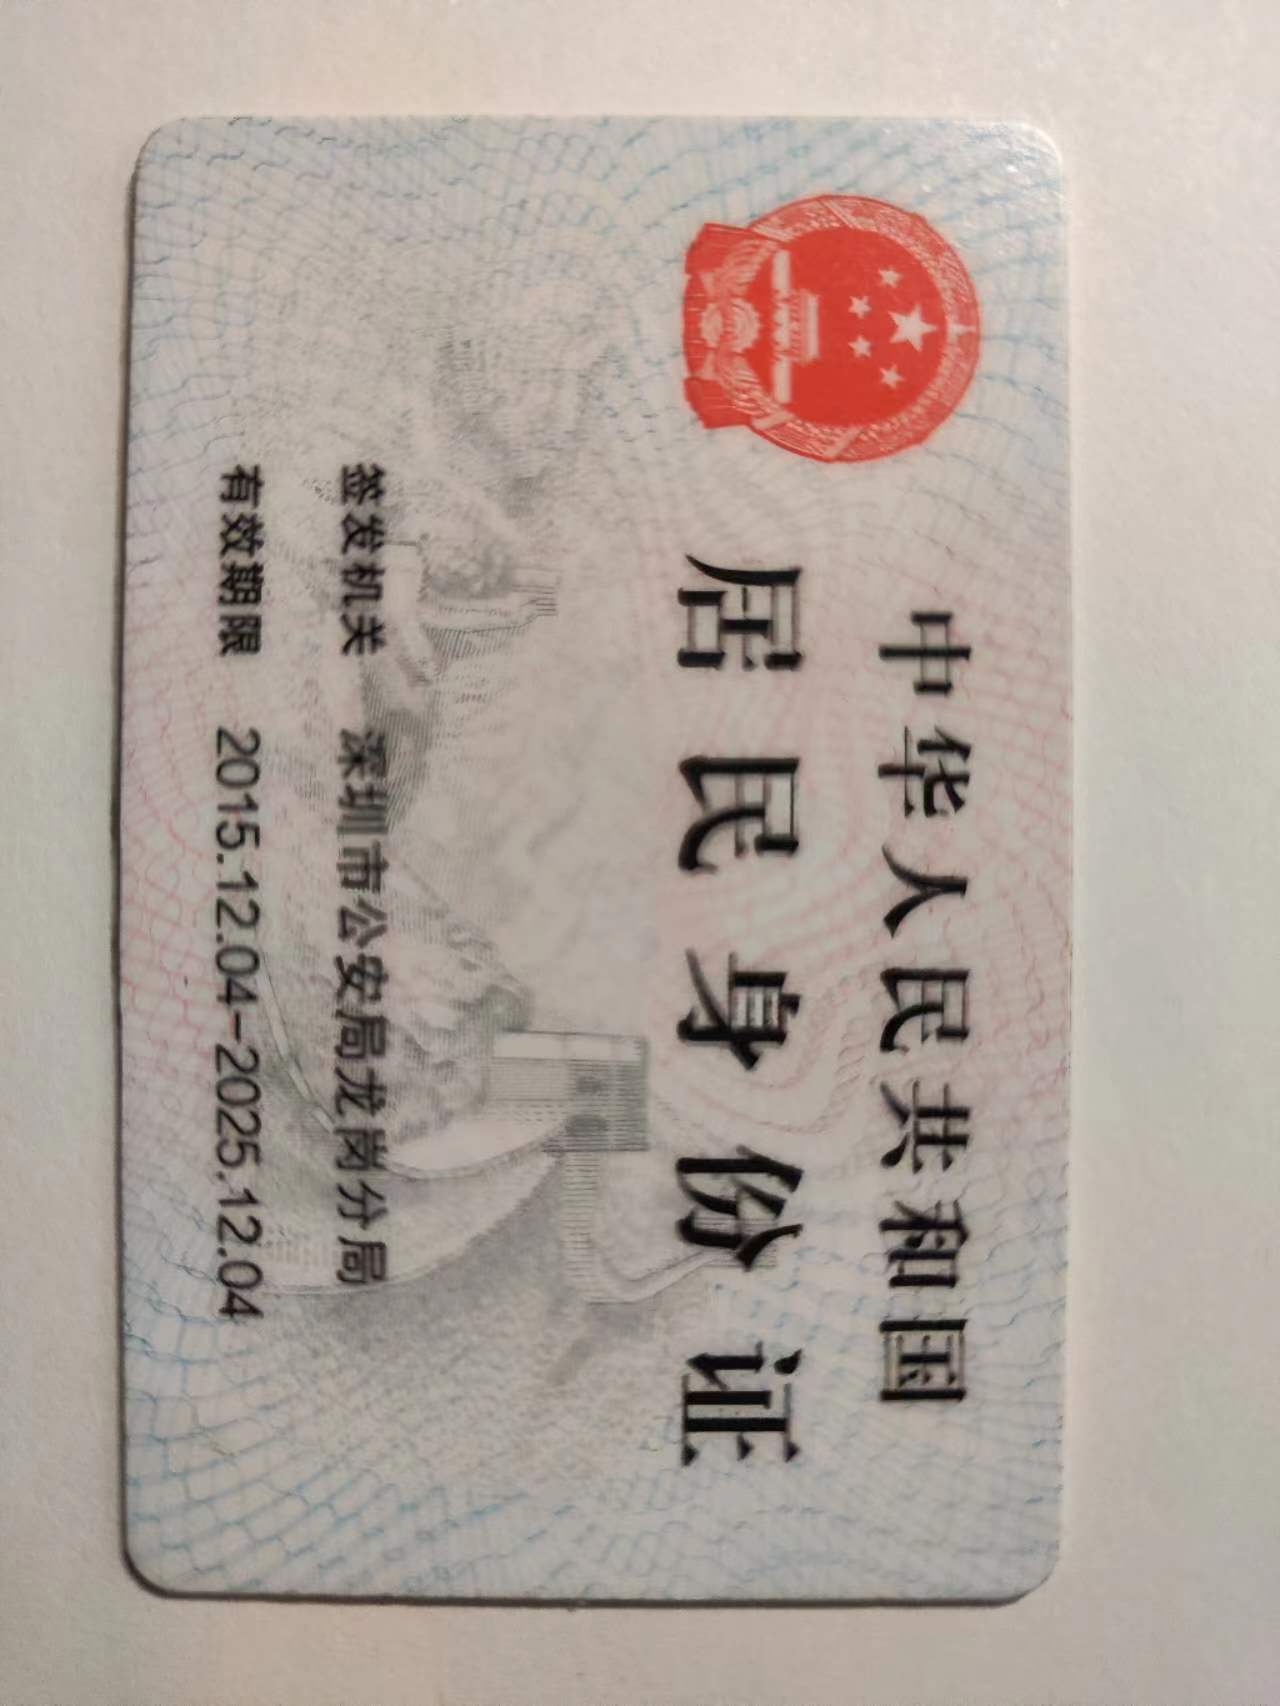 中华人民共和国
居民身份证
签发机关 深圳市公安局龙岗分局
有效期限 2015.12.04-2025.12.04